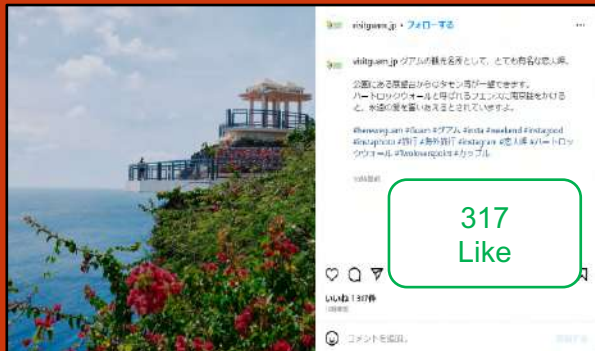 visitguam_jp • フォローする
visitguam_jp グアムの観光名所として、とても有名な恋人岬。
公園にある展望台からはタモン湾が一望できます。
ハートロックウォールと呼ばれるフェンスに南京錠をかける
と、永遠の愛を誓いあえるとされていますよ。
#hereweguam #Guam #グアム #insta #weekend #instagood
#instaphoto #旅行 #海外旅行 #instagram #恋人岬 #ハートロッ
クウォール #Twoloverspoint #カップル
317
Like
いいね！317件
コメントを追加...